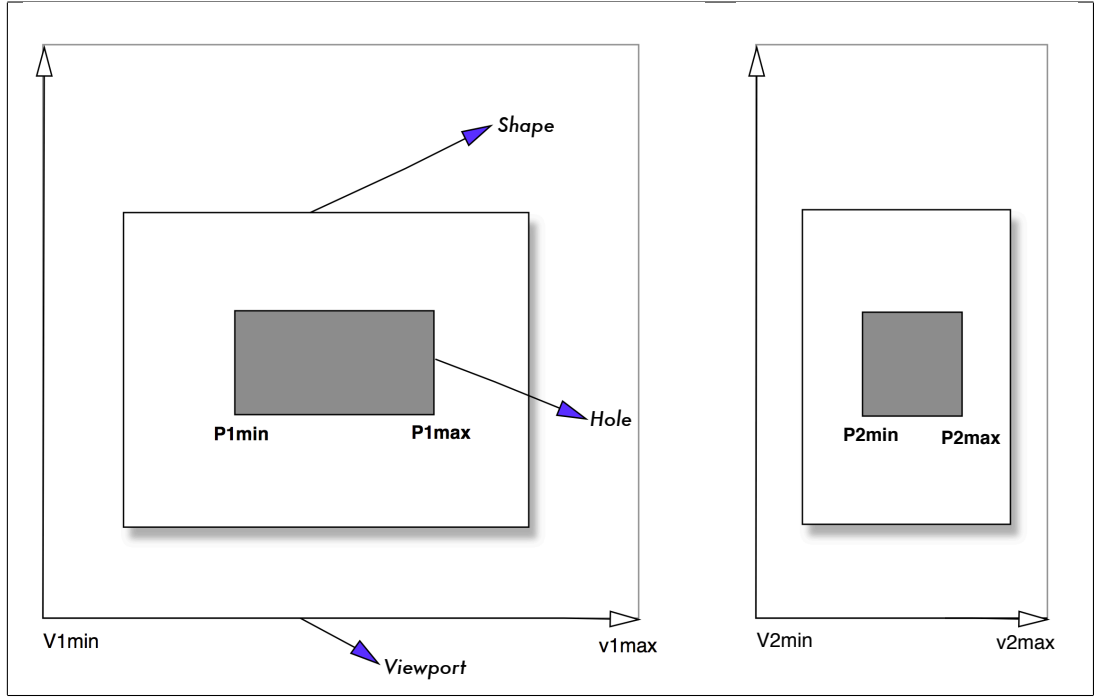 Shape
Hole
P1min P1max
P2min P2max
V1min v1max
V2min v2max
Viewport